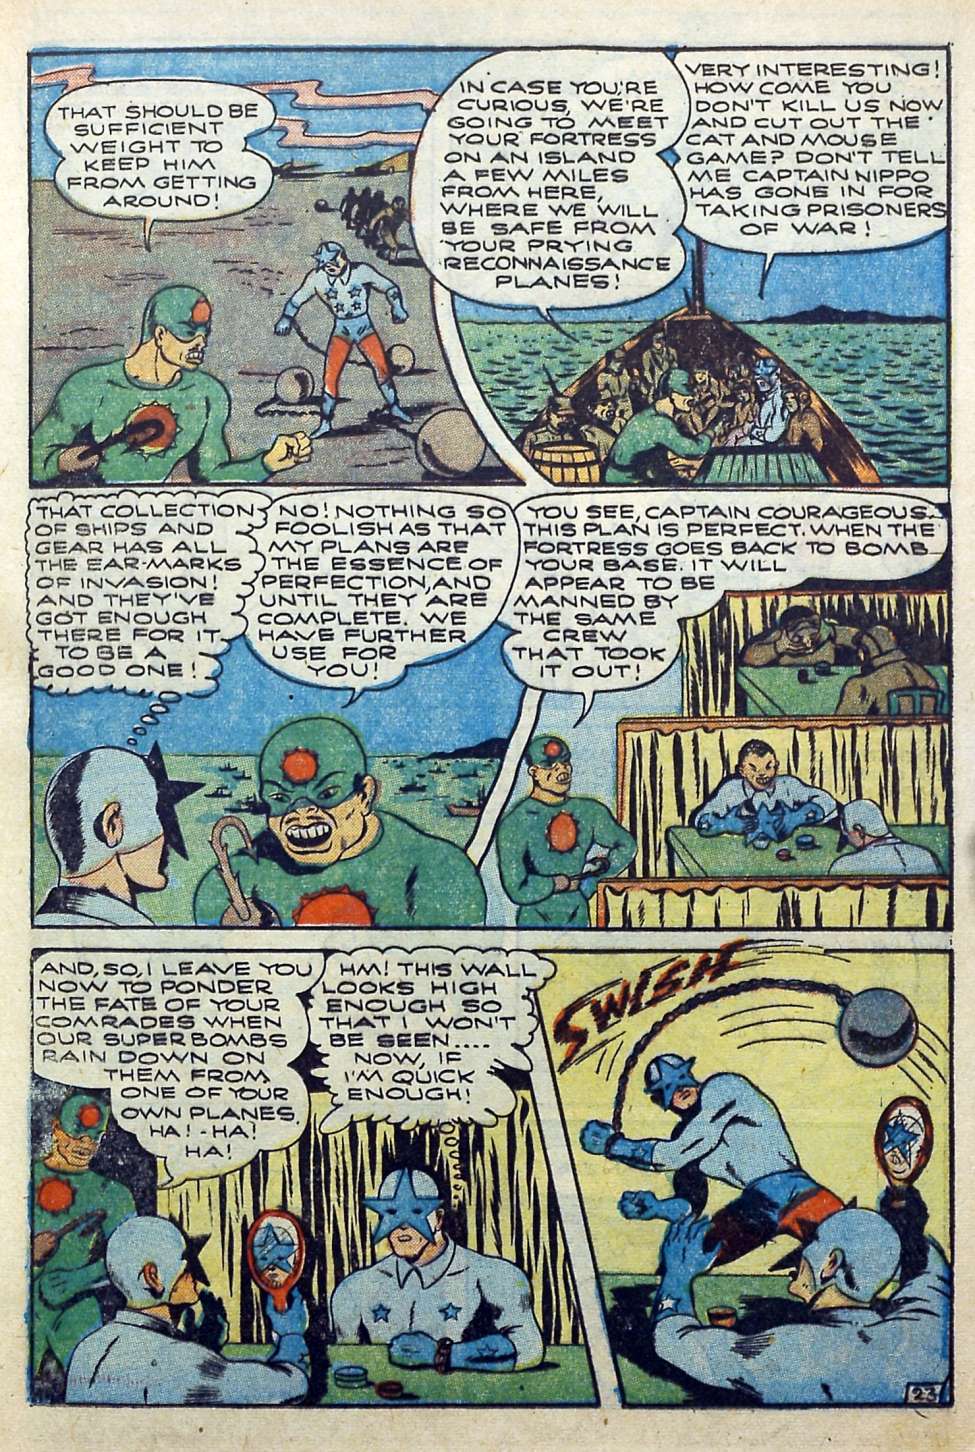 THAT SHOULD BE
SUFFICIENT
WEIGHT TO
KEEP HIM
FROM GETTING
AROUND!
IN CASE YOU'RE
CURIOUS, WE'RE
GOING TO MEET
YOUR FORTRESS
ON AN ISLAND
A FEW MILES
FROM HERE,
WHERE WE WILL
BE SAFE FROM
YOUR PRYING
RECONNAISSANCE
PLANES!
VERY INTERESTING!
HOW COME YOU
DON'T KILL US NOW
AND CUT OUT THE
CAT AND MOUSE
GAME? DON'T TELL
ME CAPTAIN NIPPO
HAS GONE IN FOR
TAKING PRISONERS
OF WAR!
THAT COLLECTION
OF SHIPS AND
GEAR HAS ALL
THE EAR-MARKS
OF INVASION!
AND THEY'VE
GOT ENOUGH
THERE FOR IT
TO BE A
GOOD ONE!
NO! NOTHING SO
FOOLISH AS THAT
MY PLANS ARE
THE ESSENCE OF
PERFECTION, AND
UNTIL THEY ARE
COMPLETE. WE
HAVE FURTHER
USE FOR
YOU!
YOU SEE, CAPTAIN COURAGEOUS..
THIS PLAN IS PERFECT. WHEN THE
FORTRESS GOES BACK TO BOMB
YOUR BASE. IT WILL
APPEAR TO BE
MANNED BY
THE SAME
CREW
THAT TOOK
IT OUT!
AND, SO, I LEAVE YOU
NOW TO PONDER
THE FATE OF YOUR
COMRADES WHEN
OUR SUPER BOMBS
RAIN DOWN ON
THEM FROM
ONE OF YOUR
OWN PLANES.
HA! - HA!
HA!
HM! THIS WALL
LOOKS HIGH
ENOUGH SO
THAT I WON'T
BE SEEN....
NOW, IF
I'M QUICK
ENOUGH!
SWISH
23